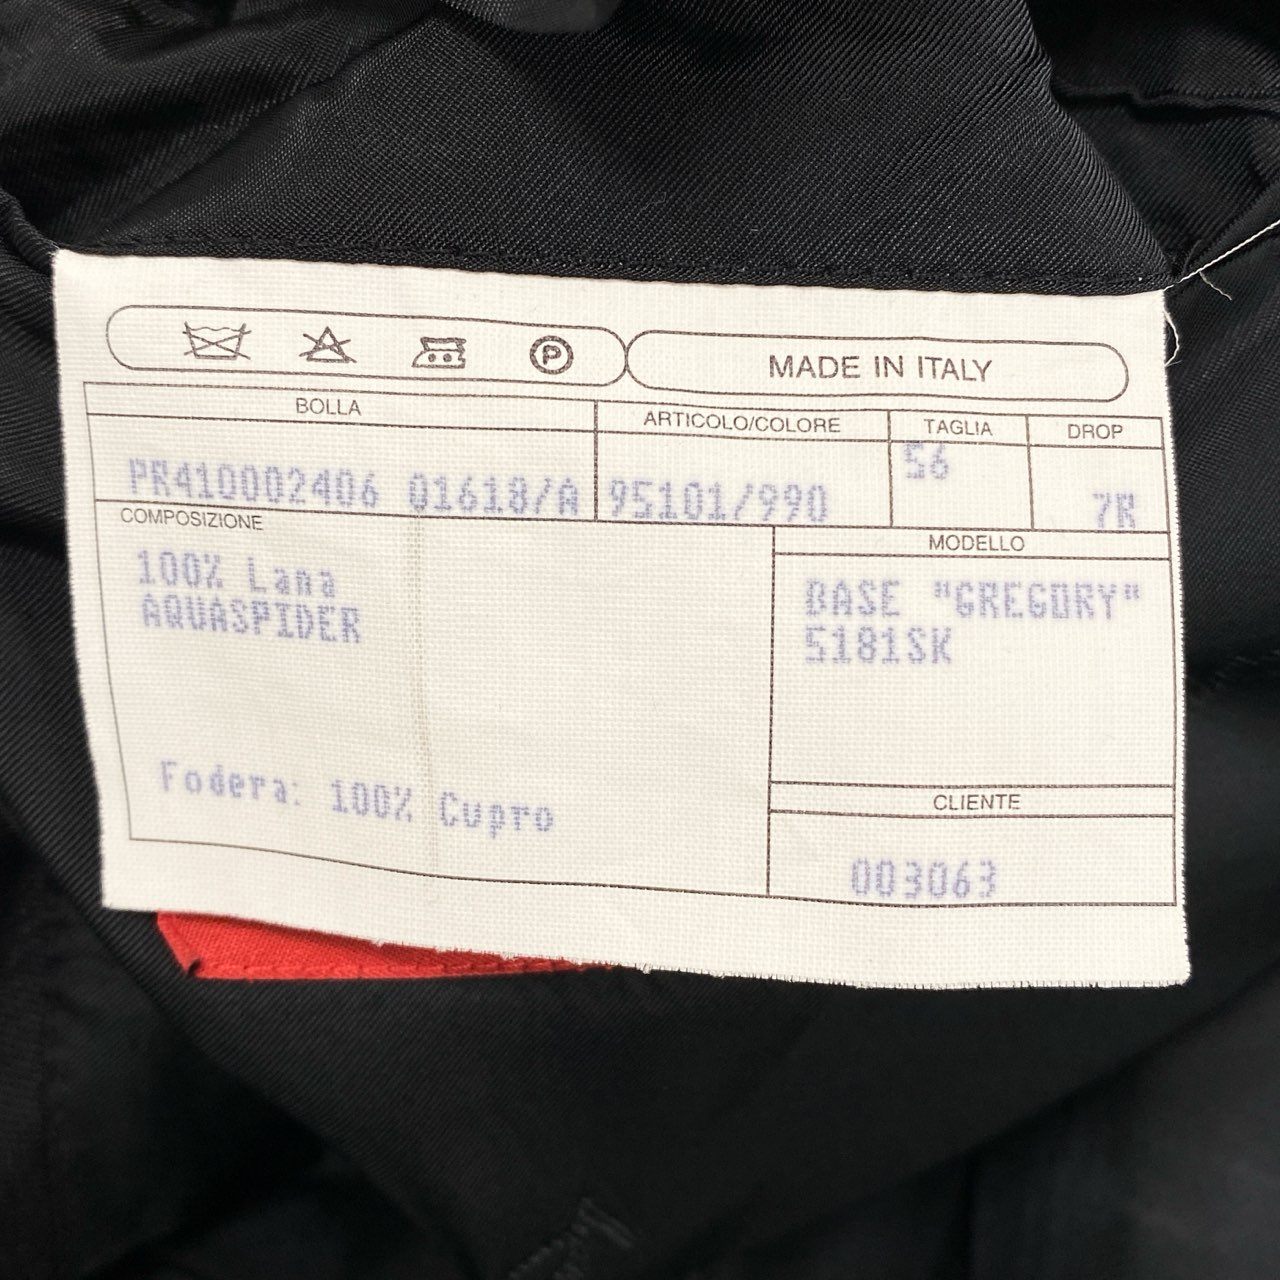 P
MADE IN ITALY
BOLLA
ARTICOLO/COLORE
TAGLIA
DROP
PR410002406 01618/A
95101/990
56
7R
COMPOSIZIONE
100% Lana
AQUASPIDER
Fodera: 100% Cupro
MODELLO
BASE "GREGORY"
5181SK
CLIENTE
003063